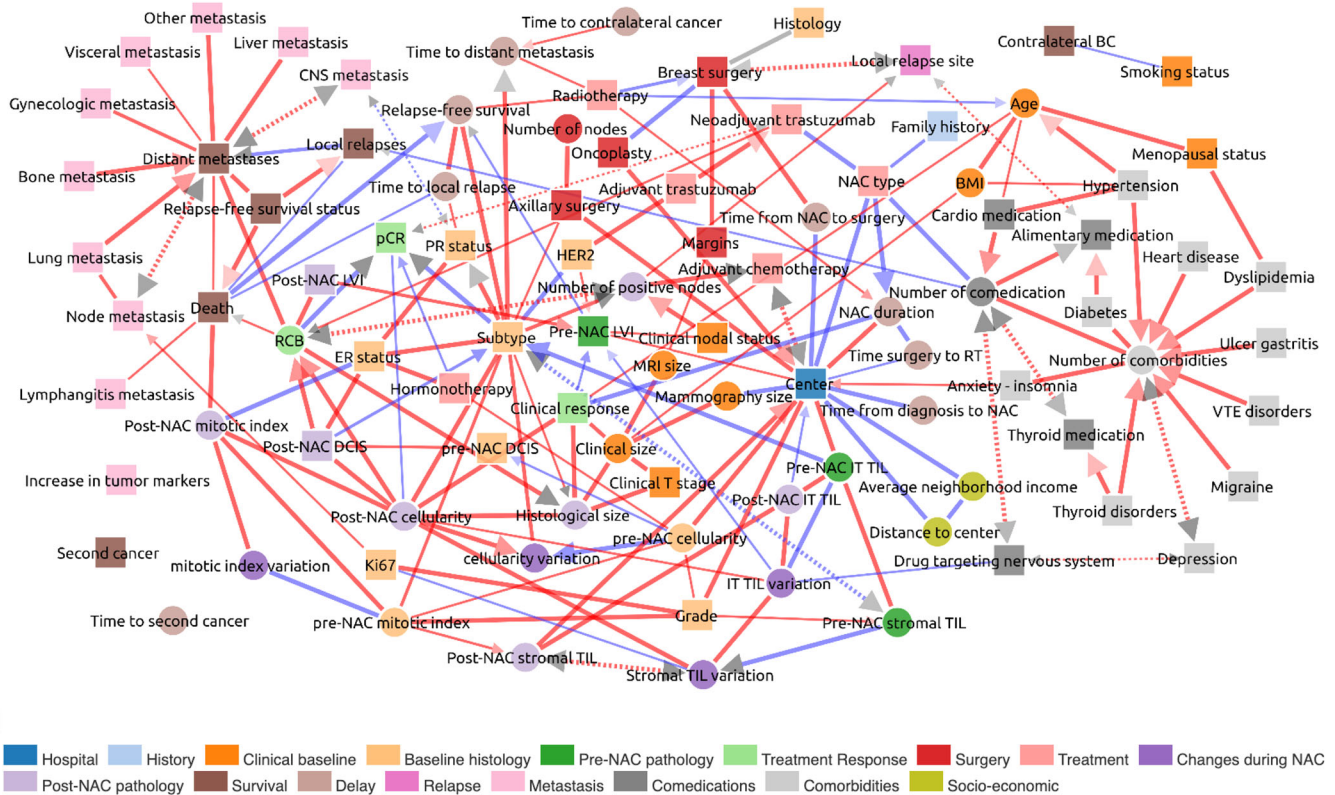 Other metastasis
Time to contralateral cancer
Histology
Visceral metastasis
Liver metastasis
Time to distant metastasis
Contralateral BC
CNS metastasis
Breast surgery
Local relapse site
Smoking status
Gynecologic metastasis
Relapse-free survival
Radiotherapy
Age
Number of nodes
Neoadjuvant trastuzumab
Family history
Distant metastases
Local relapses
Oncoplasty
Menopausal status
Bone metastasis
Time to local relapse
Adjuvant trastuzumab
NAC type
BMI
Hypertension
Relapse-free survival status
Axillary surgery
Time from NAC to surgery
Cardio medication
pCR
PR status
Margins
Alimentary medication
Lung metastasis
HER2
Adjuvant chemotherapy
Heart disease
Post-NAC LVI
Number of positive nodes
Number of comedication
Dyslipidemia
Node metastasis
Death
NAC duration
Diabetes
RCB
Subtype
Pre-NAC LVI
Clinical nodal status
Ulcer gastritis
ER status
MRI size
Time surgery to RT
Number of comorbidities
Lymphangitis metastasis
Hormonotherapy
Mammography size
Center
Anxiety - insomnia
Clinical response
Time from diagnosis to NAC
VTE disorders
Post-NAC mitotic index
Post-NAC DCIS
pre-NAC DCIS
Clinical size
Thyroid medication
Increase in tumor markers
Clinical T stage
Pre-NAC IT TIL
Average neighborhood income
Migraine
Post-NAC cellularity
Histological size
Post-NAC IT TIL
Thyroid disorders
Second cancer
pre-NAC cellularity
Distance to center
mitotic index variation
Ki67
cellularity variation
IT TIL variation
Drug targeting nervous system
Depression
Time to second cancer
pre-NAC mitotic index
Grade
Pre-NAC stromal TIL
Post-NAC stromal TIL
Stromal TIL variation
Hospital
History
Clinical baseline
Baseline histology
Pre-NAC pathology
Treatment Response
Surgery
Treatment
Changes during NAC
Post-NAC pathology
Survival
Delay
Relapse
Metastasis
Comedications
Comorbidities
Socio-economic